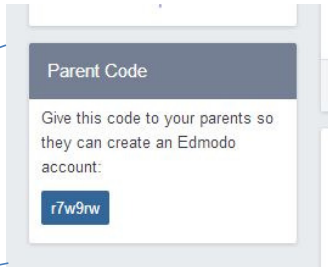 Parent Code
Give this code to your parents so
they can create an Edmodo
account:
r7w9rw